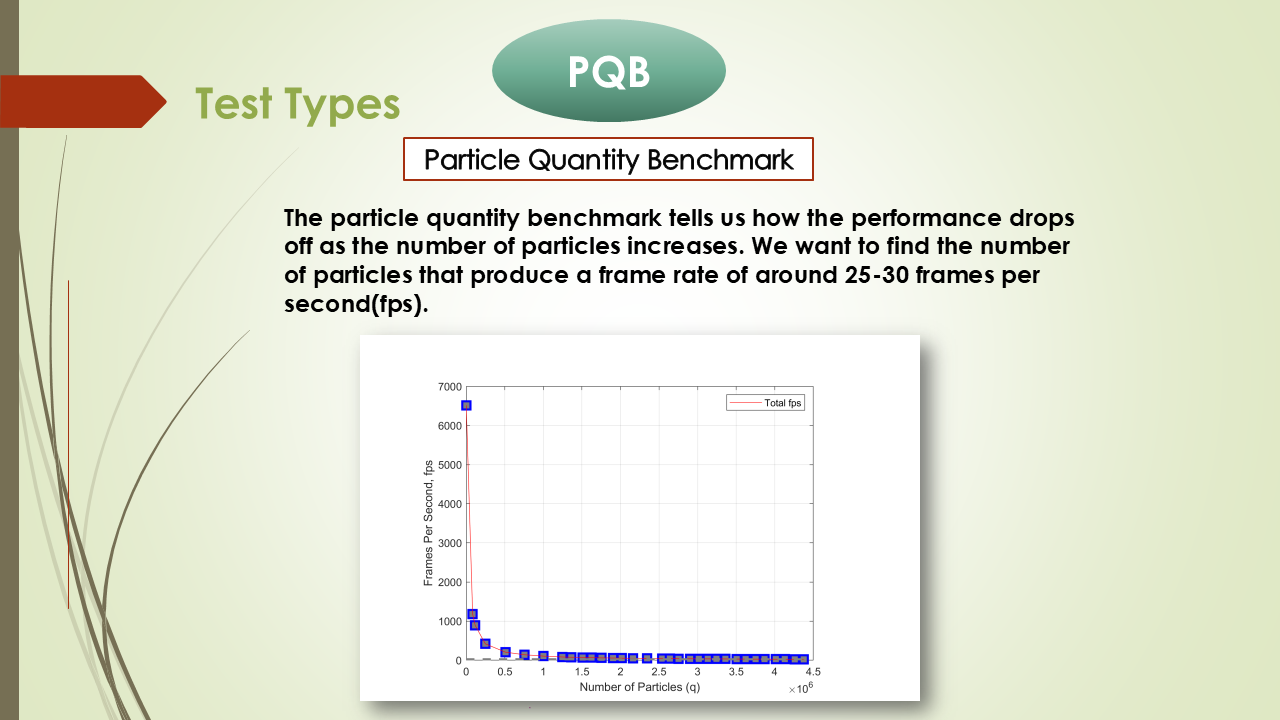 PQB
Test Types
Particle Quantity Benchmark
The particle quantity benchmark tells us how the performance drops
off as the number of particles increases. We want to find the number
of particles that produce a frame rate of around 25-30 frames per
second(fps).
7000
6000
5000
4000
3000
2000
1000
0
Frames Per Second, fps
Total fps
0 0.5 1 1.5 2 2.5 3 3.5 4 4.5
Number of Particles (q)
×10⁶